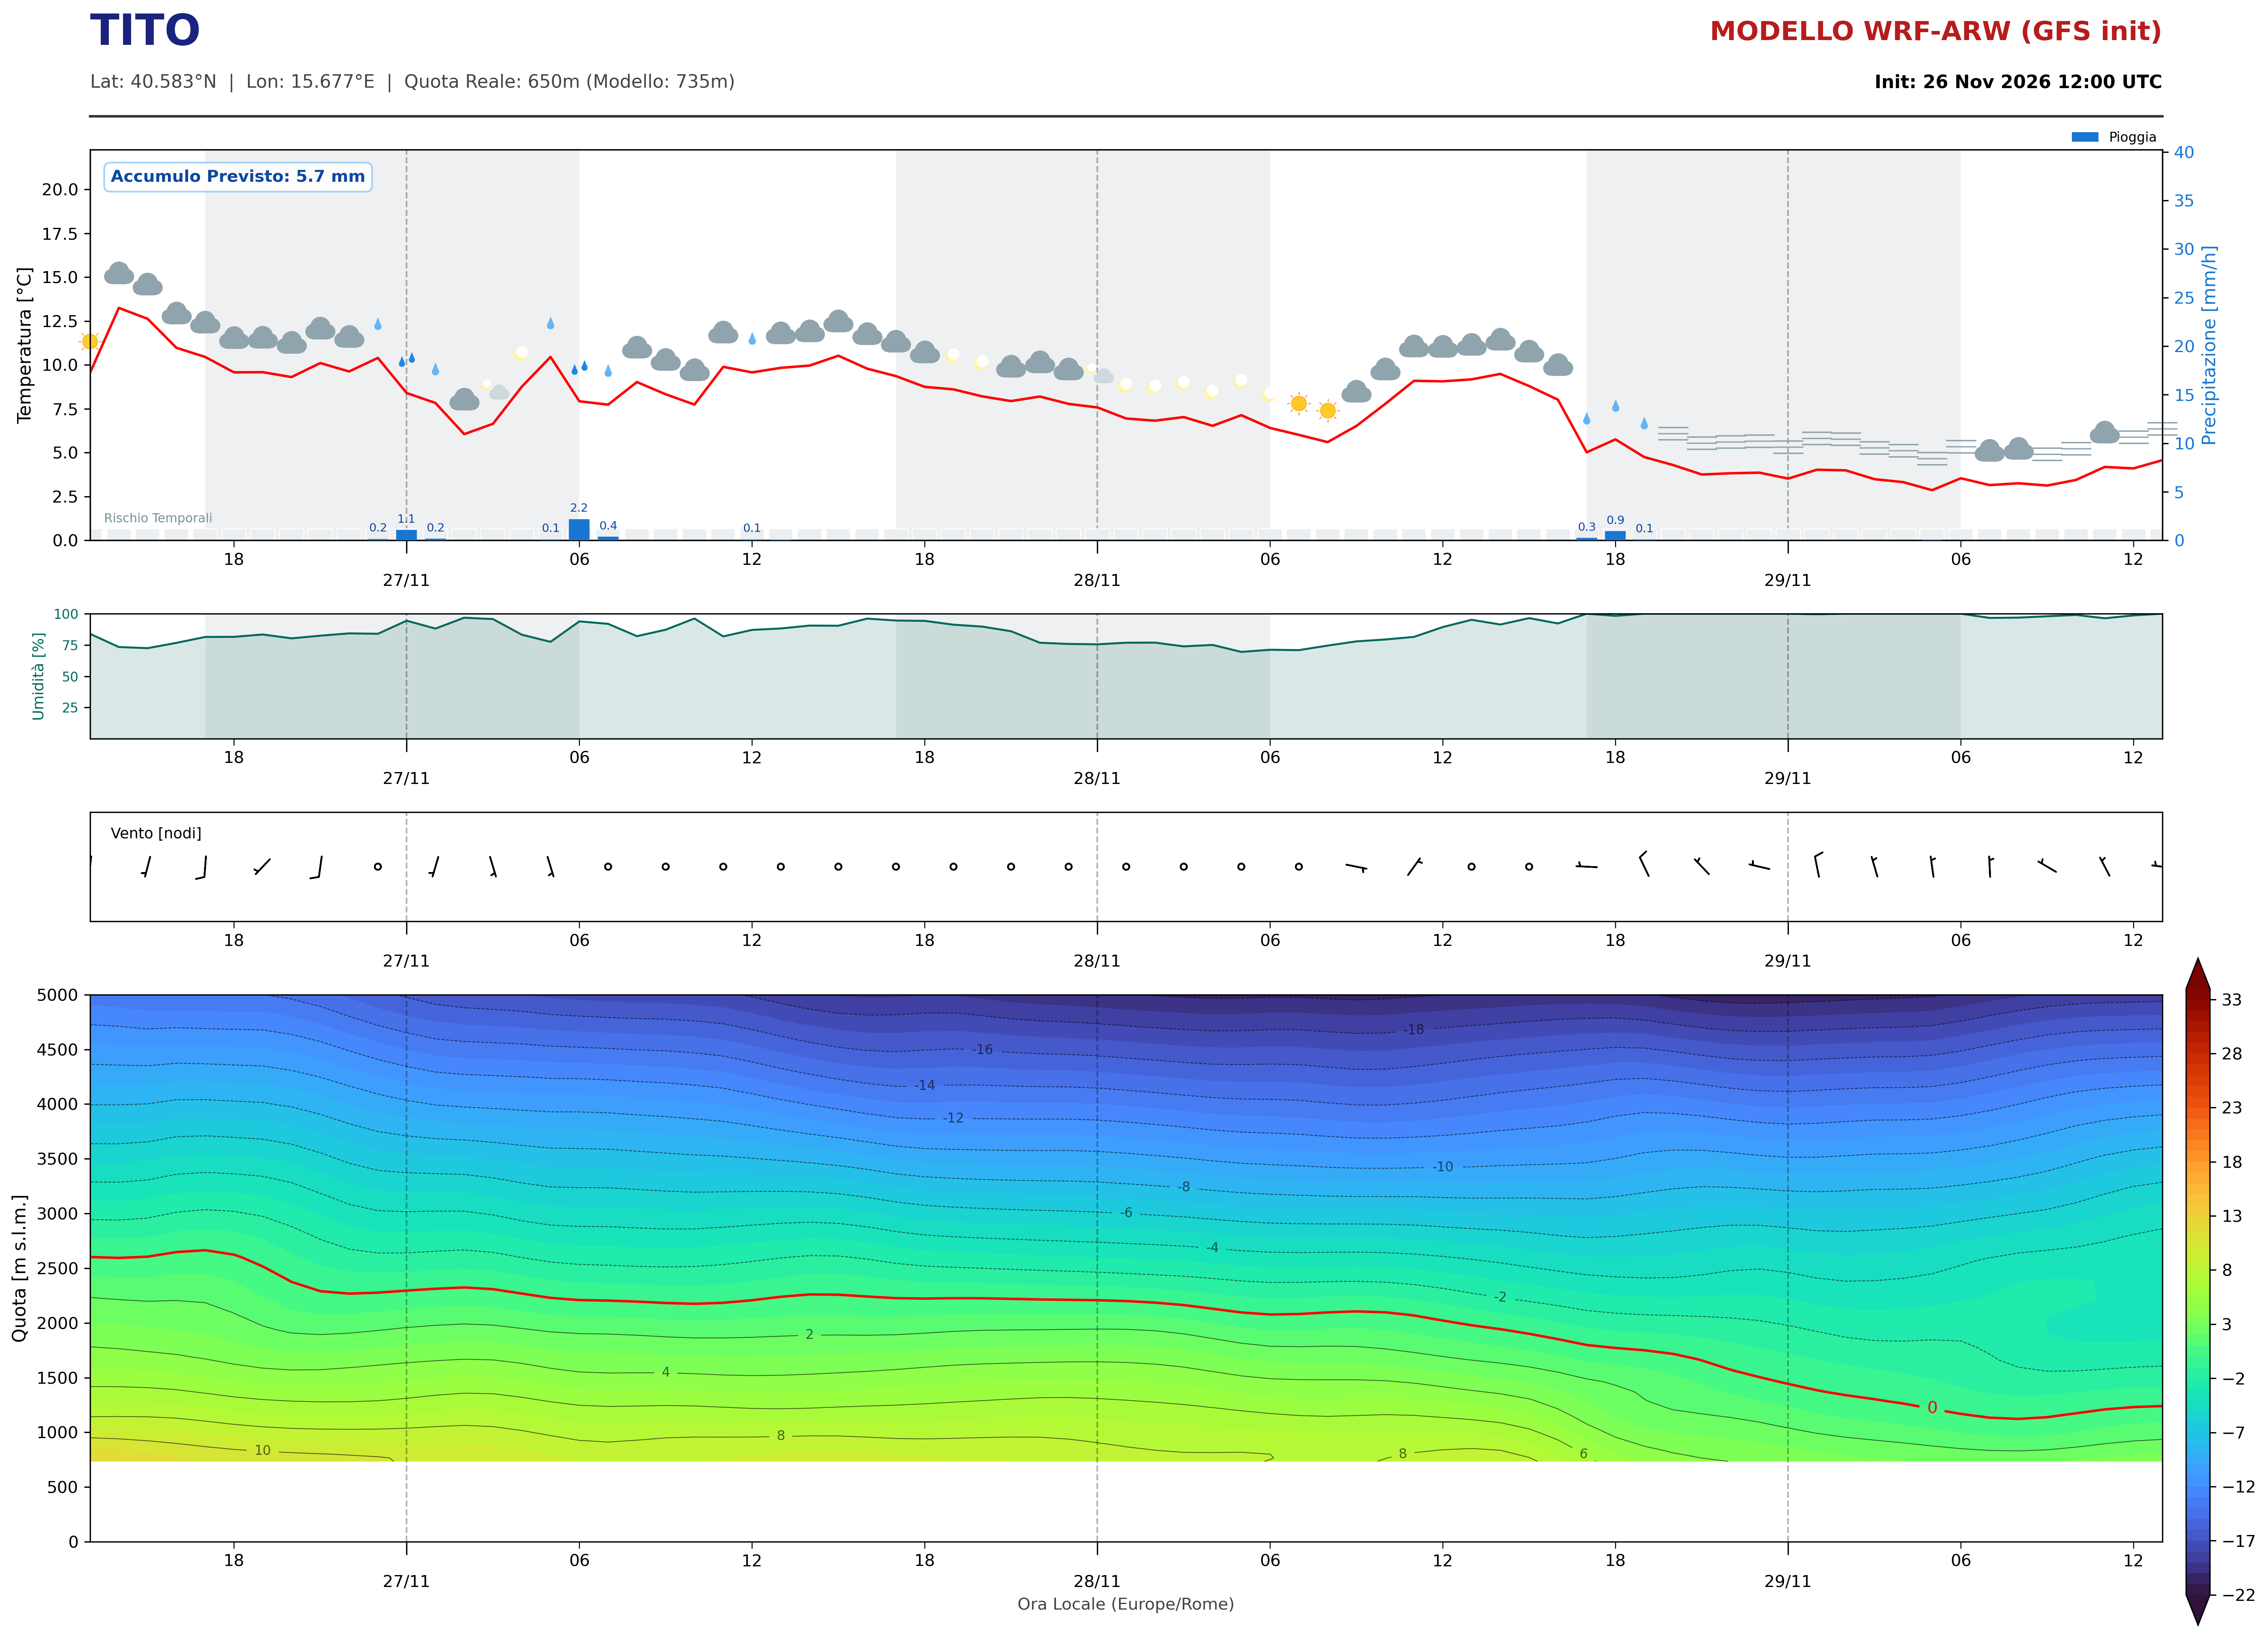 TITO
MODELLO WRF-ARW (GFS init)
Lat: 40.583°N | Lon: 15.677°E | Quota Reale: 650m (Modello: 735m)
Init: 26 Nov 2026 12:00 UTC
Pioggia
Accumulo Previsto: 5.7 mm
Temperatura [°C]
20.0
17.5
15.0
12.5
10.0
7.5
5.0
2.5
0.0
Precipitazione [mm/h]
40
35
30
25
20
15
10
5
0
Rischio Temporali
0.2 1.1 0.2 0.1 2.2 0.4 0.1 0.3 0.9 0.1
18 06 12 18 06 12 18 06 12
27/11 28/11 29/11
Umidità [%]
100
75
50
25
18 06 12 18 06 12 18 06 12
27/11 28/11 29/11
Vento [nodi]
18 06 12 18 06 12 18 06 12
27/11 28/11 29/11
Quota [m s.l.m.]
5000
4500
4000
3500
3000
2500
2000
1500
1000
500
0
-18
-16
-14
-12
-10
-8
-6
-4
-2
2
4
0
8
10
8
6
33
28
23
18
13
8
3
−2
−7
−12
−17
−22
18 06 12 18 06 12 18 06 12
27/11 28/11 29/11
Ora Locale (Europe/Rome)